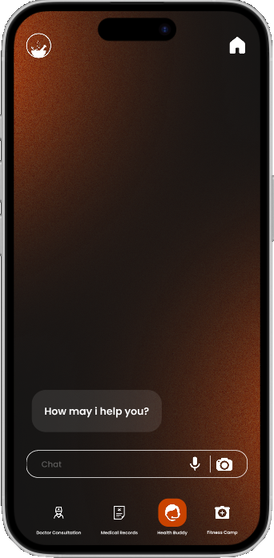 How may i help you?
Chat
Doctor Consultation
Medical Records
Health Buddy
Fitness Camp